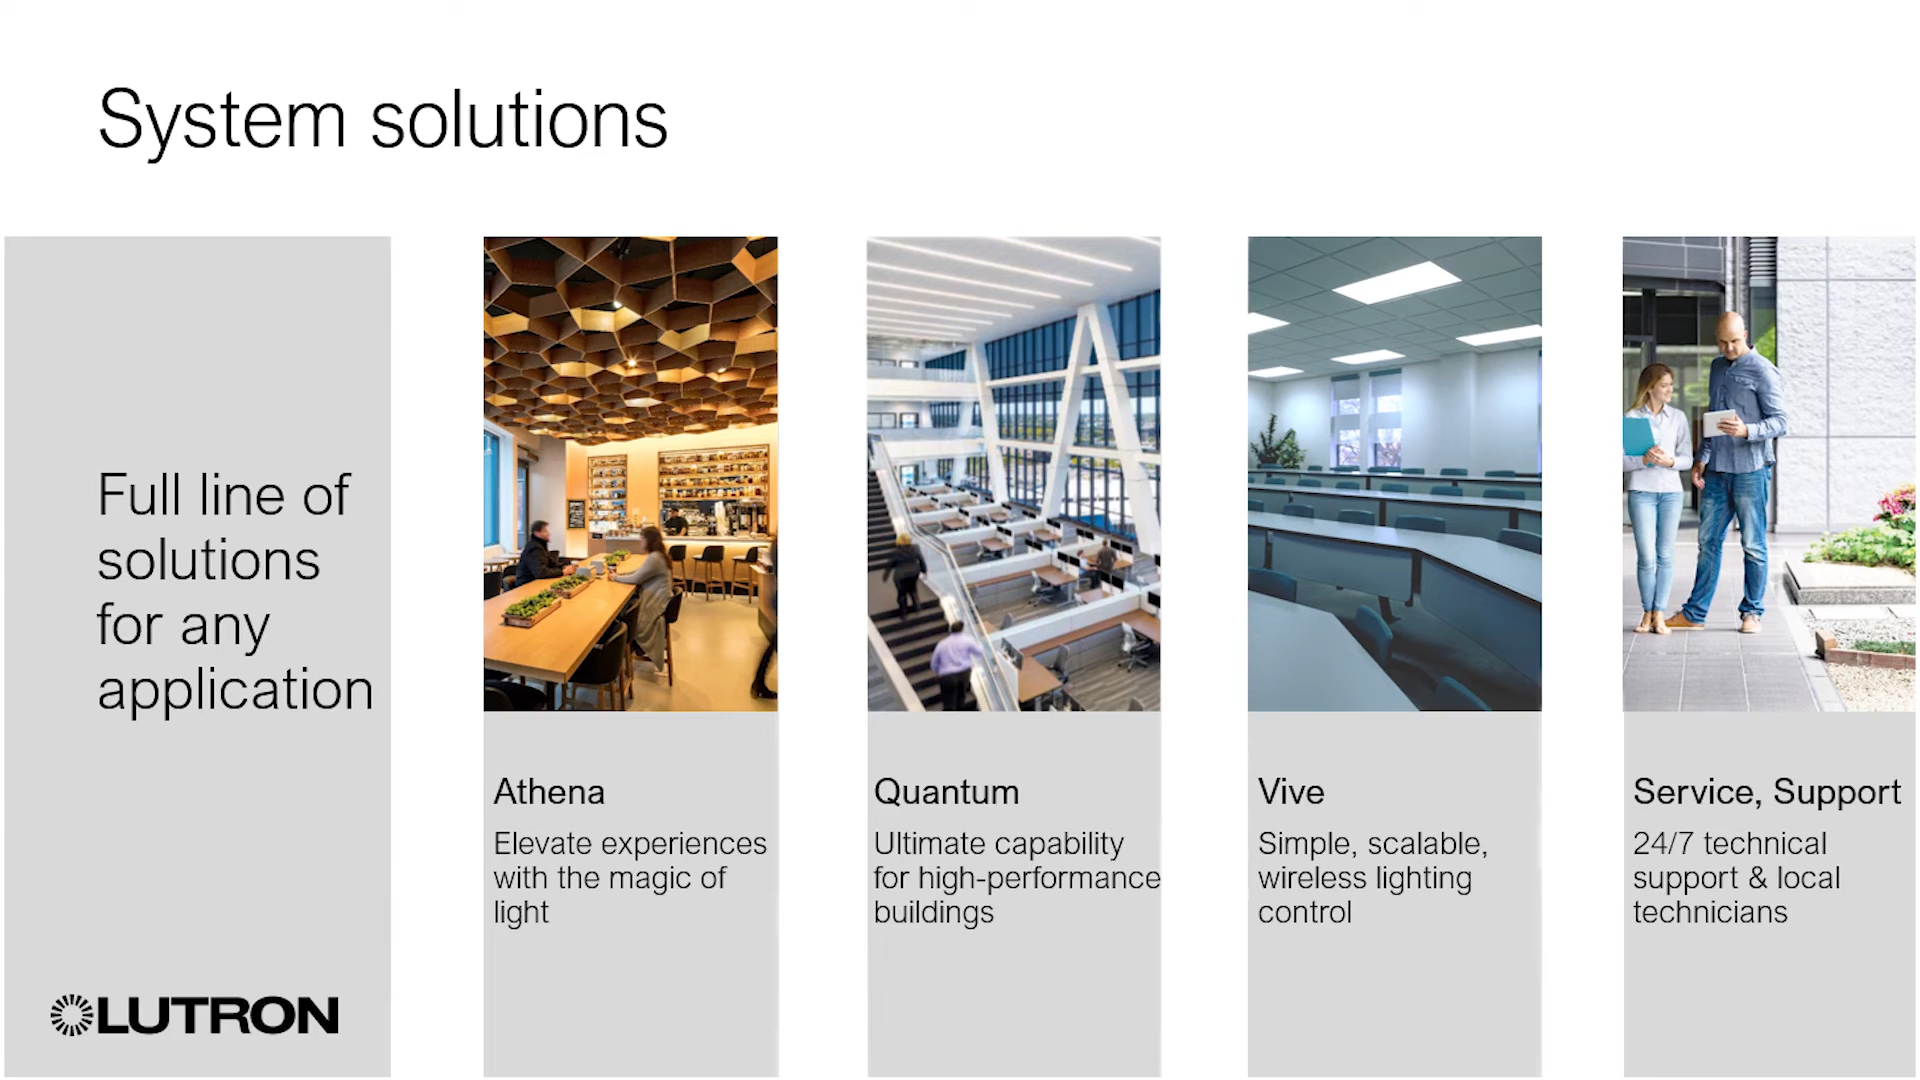 System solutions
Full line of
solutions
for any
application
LUTRON
Athena
Elevate experiences
with the magic of
light
Quantum
Ultimate capability
for high-performance
buildings
Vive
Simple, scalable,
wireless lighting
control
Service, Support
24/7 technical
support & local
technicians